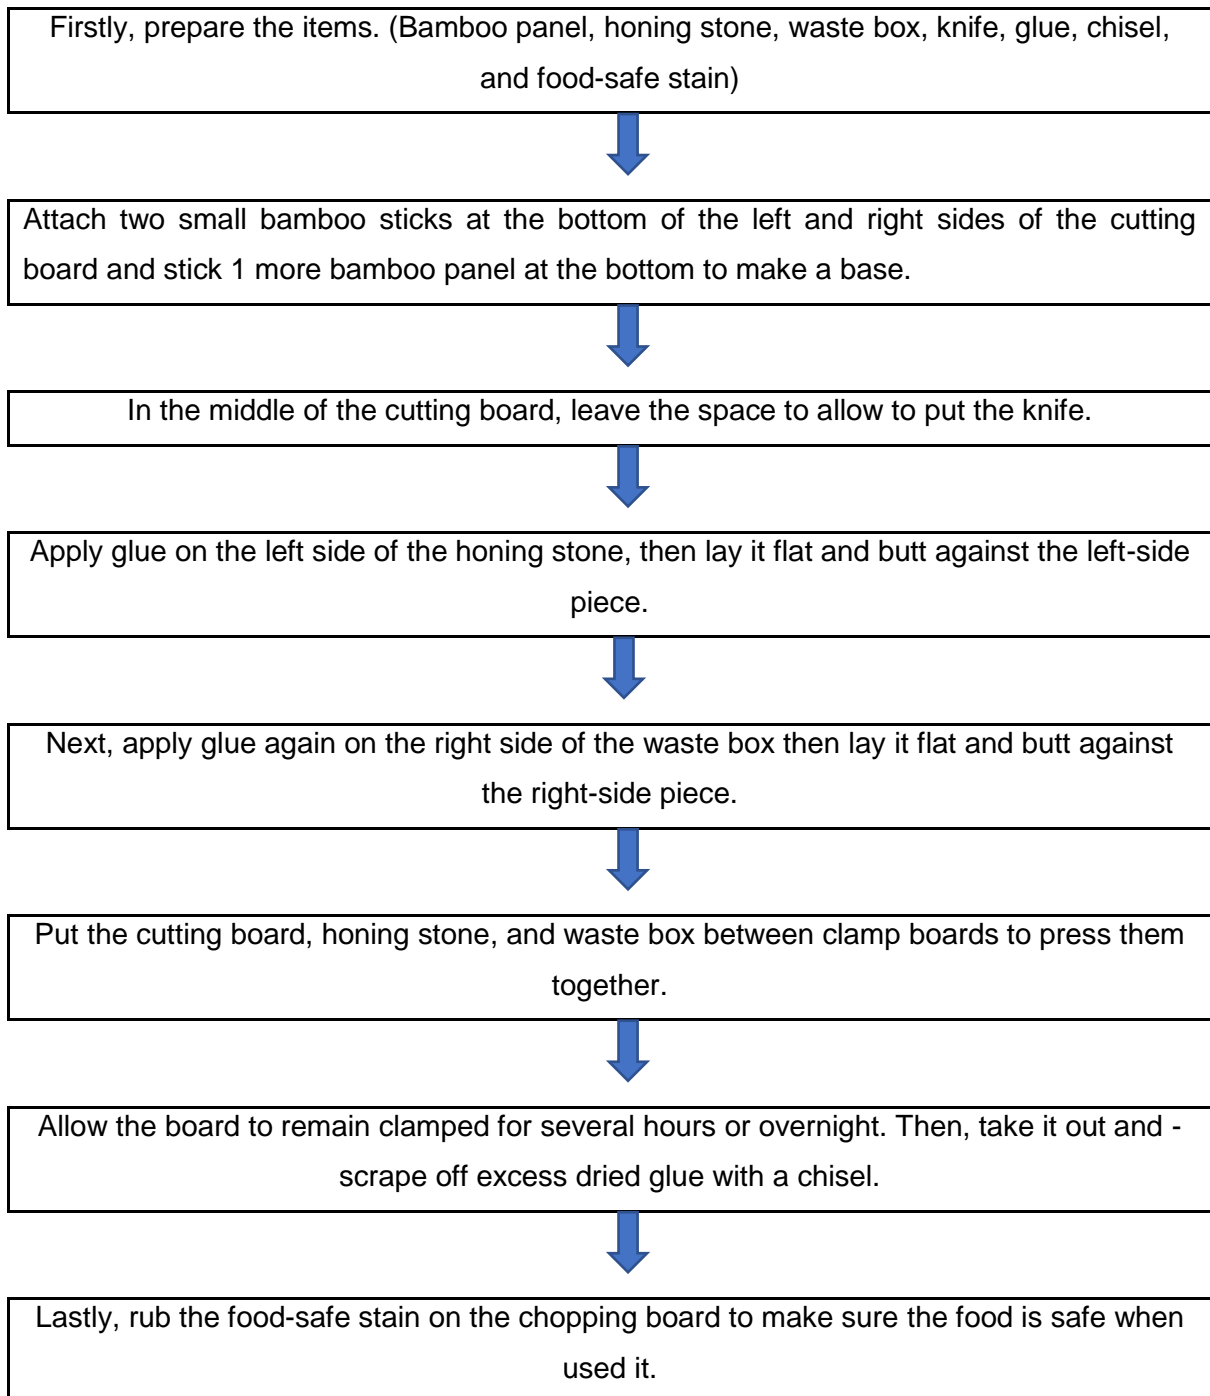 Firstly, prepare the items. (Bamboo panel, honing stone, waste box, knife, glue, chisel,
and food-safe stain)
Attach two small bamboo sticks at the bottom of the left and right sides of the cutting
board and stick 1 more bamboo panel at the bottom to make a base.
In the middle of the cutting board, leave the space to allow to put the knife.
Apply glue on the left side of the honing stone, then lay it flat and butt against the left-side
piece.
Next, apply glue again on the right side of the waste box then lay it flat and butt against
the right-side piece.
Put the cutting board, honing stone, and waste box between clamp boards to press them
together.
Allow the board to remain clamped for several hours or overnight. Then, take it out and -
scrape off excess dried glue with a chisel.
Lastly, rub the food-safe stain on the chopping board to make sure the food is safe when
used it.